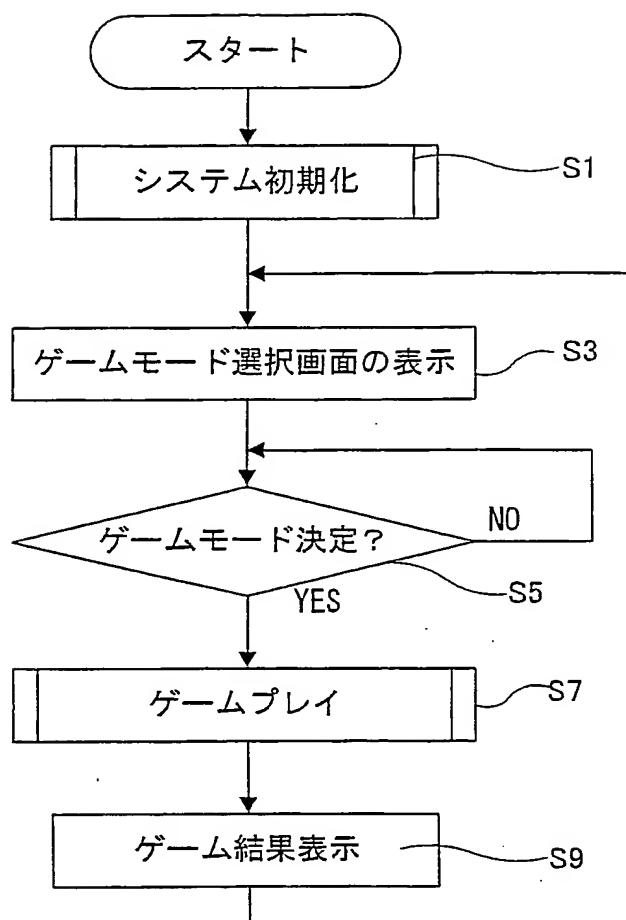 スタート
システム初期化
S1
ゲームモード選択画面の表示
S3
ゲームモード決定？
NO
S5
YES
ゲームプレイ
S7
ゲーム結果表示
S9